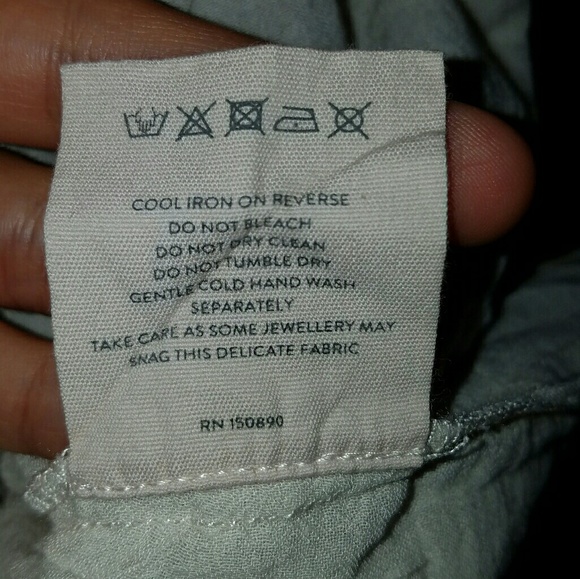 COOL IRON ON REVERSE
DO NOT BLEACH
DO NOT DRY CLEAN
DO NOT TUMBLE DRY
GENTLE COLD HAND WASH
SEPARATELY
TAKE CARE AS SOME JEWELLERY MAY
SNAG THIS DELICATE FABRIC
RN 150890